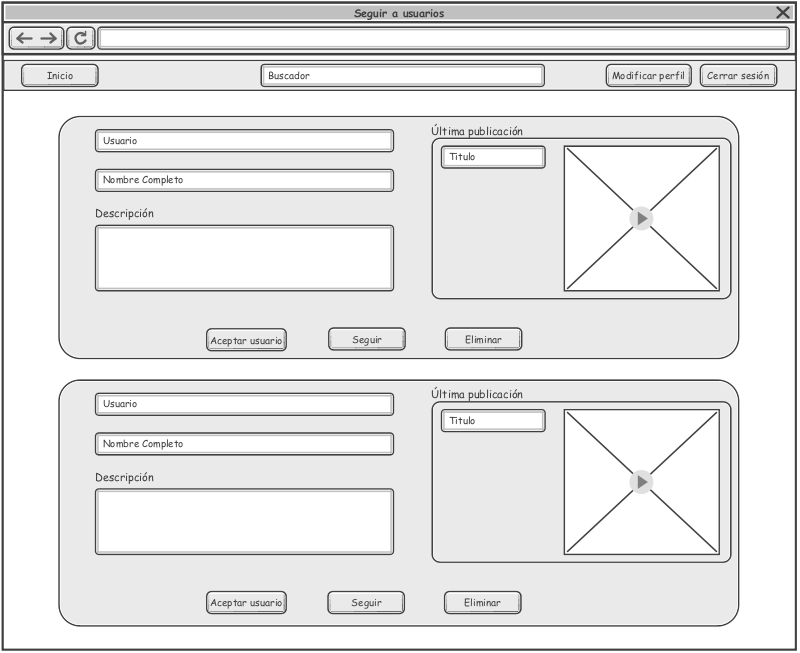 Seguir a usuarios
Inicio
Buscador
Modificar perfil
Cerrar sesión
Usuario
Nombre Completo
Descripción
Última publicación
Titulo
Aceptar usuario
Seguir
Eliminar
Usuario
Nombre Completo
Descripción
Última publicación
Titulo
Aceptar usuario
Seguir
Eliminar